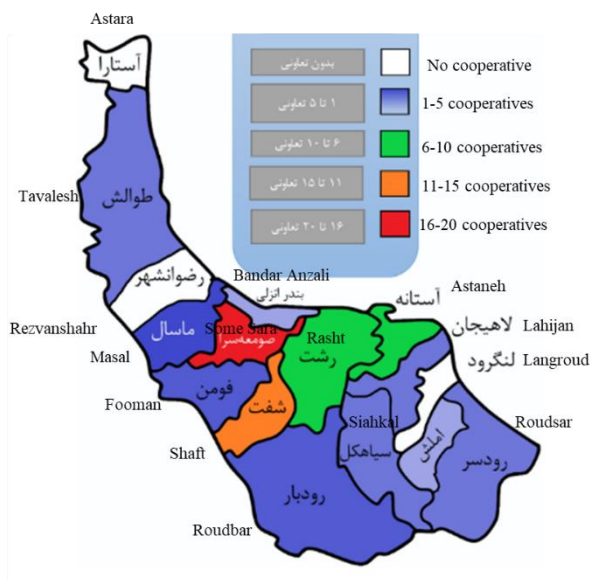 Astara
آستارا
بدون تعاونی
No cooperative
۱ تا ۵ تعاونی
1-5 cooperatives
۶ تا ۱۰ تعاونی
6-10 cooperatives
۱۱ تا ۱۵ تعاونی
11-15 cooperatives
۱۶ تا ۲۰ تعاونی
16-20 cooperatives
Tavalesh
طوالش
رضوانشهر
Bandar Anzali
بندر انزلی
Astaneh
آستانه
Rezvanshahr
ماسال
Some Sara
صومعه‌سرا
Rasht
رشت
لاهیجان
Lahijan
Masal
لنگرود
Langroud
Fooman
فومن
شفت
Siahkal
سیاهکل
املش
Roudsar
رودسر
Shaft
رودبار
Roudbar